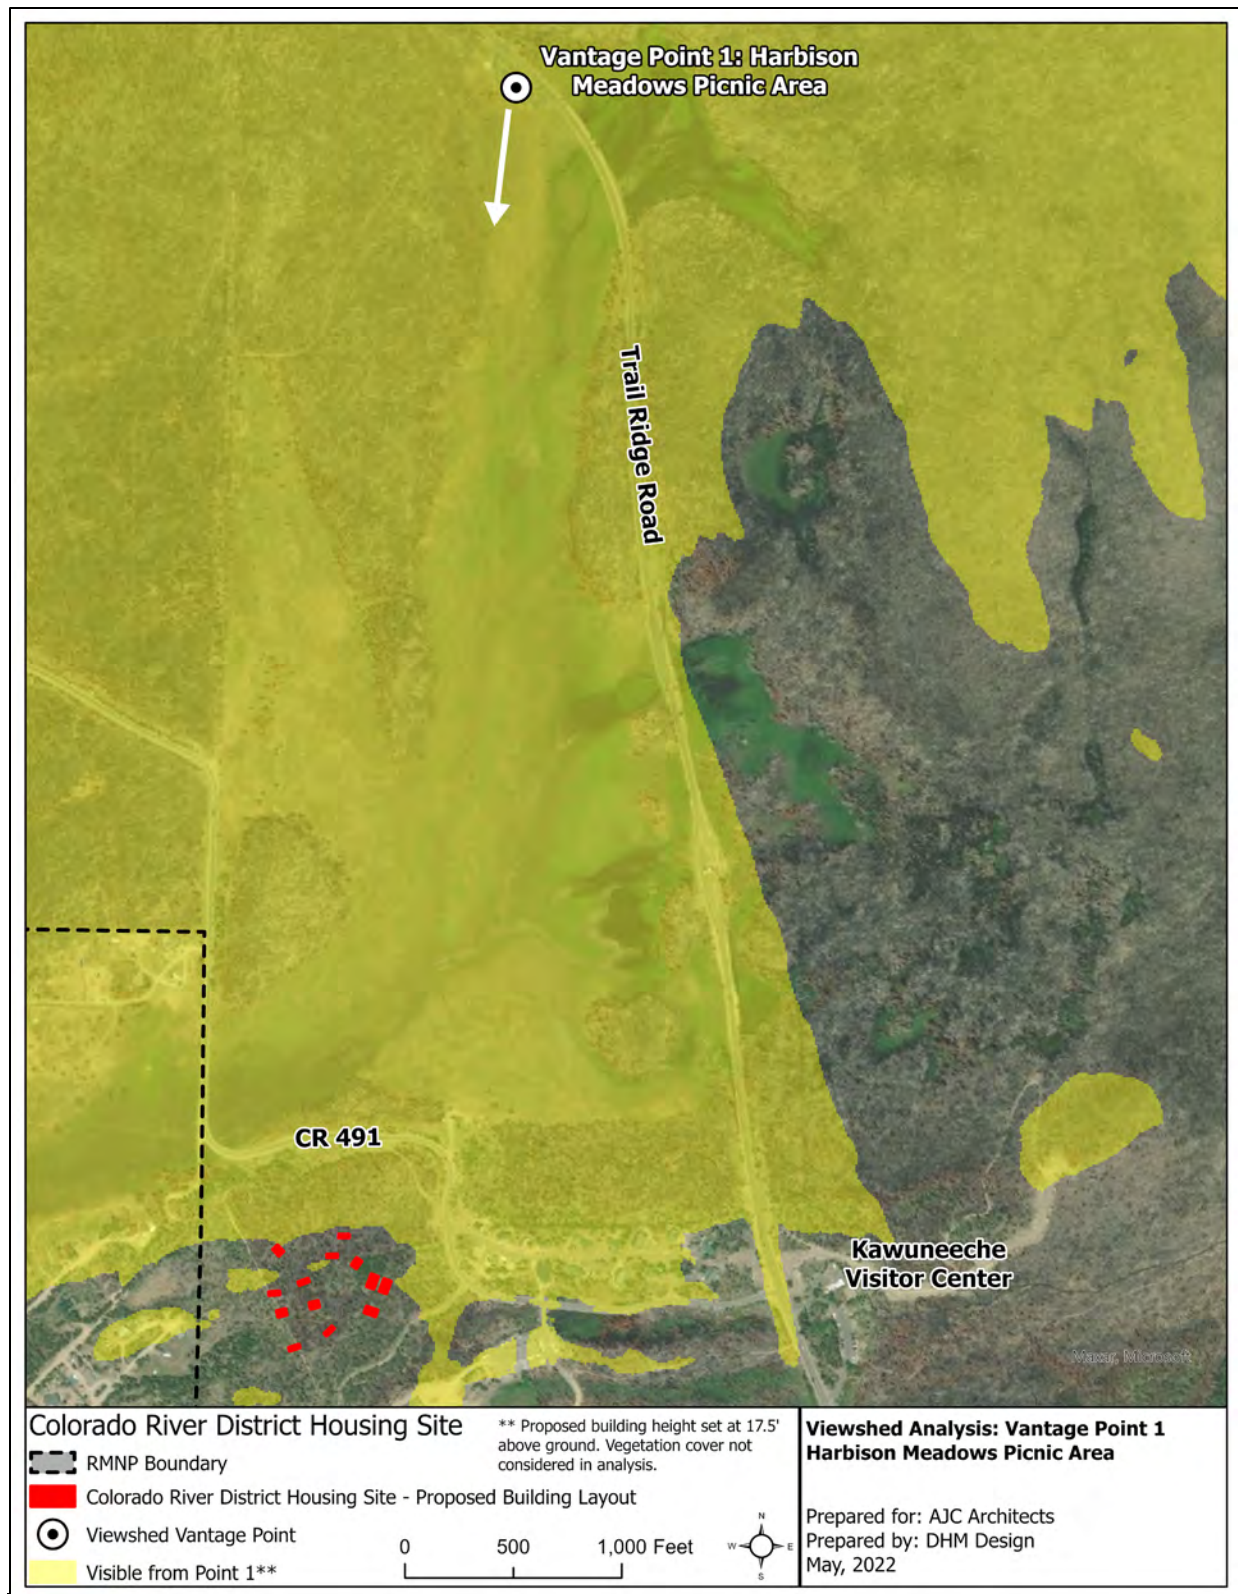 Vantage Point 1: Harbison
Meadows Picnic Area
Trail Ridge Road
CR 491
Kawuneeche
Visitor Center
Maxar, Microsoft
Colorado River District Housing Site
RMNP Boundary
Colorado River District Housing Site - Proposed Building Layout
Viewshed Vantage Point
Visible from Point 1**
** Proposed building height set at 17.5'
above ground. Vegetation cover not
considered in analysis.
0 500 1,000 Feet
N
W E
S
Viewshed Analysis: Vantage Point 1
Harbison Meadows Picnic Area
Prepared for: AJC Architects
Prepared by: DHM Design
May, 2022